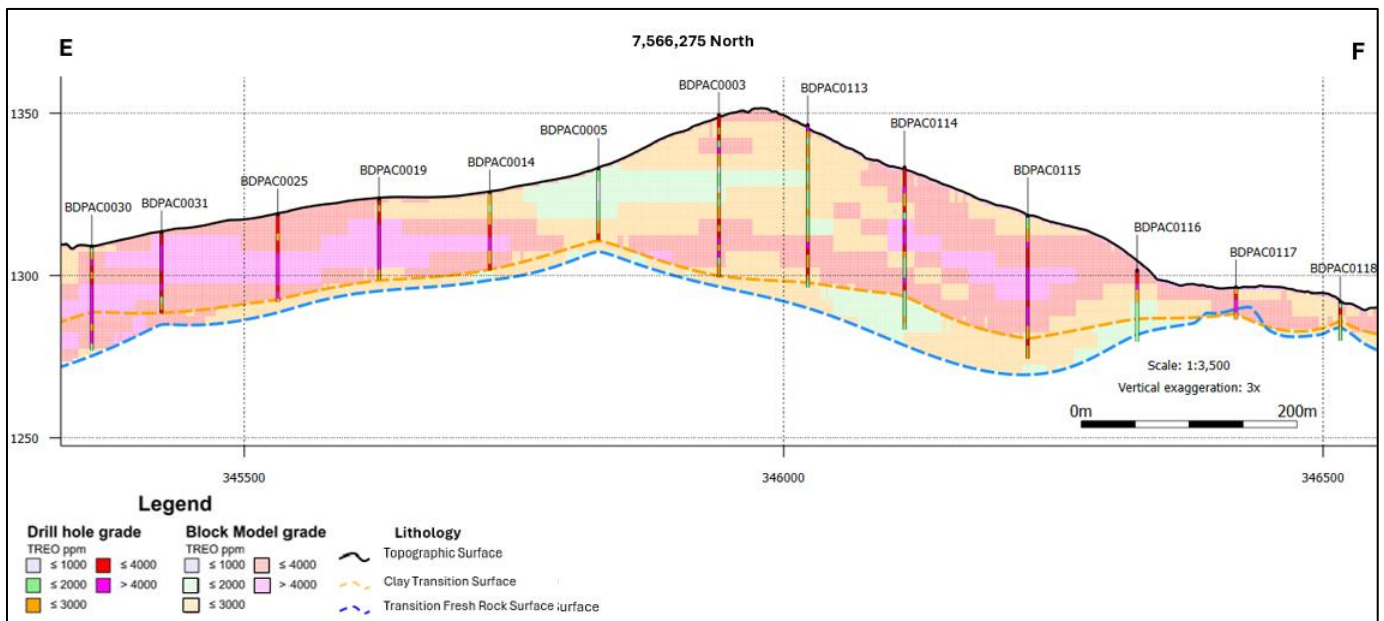 E
7,566,275 North
F
BDPAC0003
BDPAC0113
BDPAC0114
BDPAC0005
BDPAC0014
BDPAC0019
BDPAC0025
BDPAC0031
BDPAC0030
BDPAC0115
BDPAC0116
BDPAC0117
BDPAC0118
1350
1300
1250
Scale: 1:3,500
Vertical exaggeration: 3x
0m 200m
345500 346000 346500
Legend
Drill hole grade
TREO ppm
≤ 1000 ≤ 4000
≤ 2000 > 4000
≤ 3000
Block Model grade
TREO ppm
≤ 1000 ≤ 4000
≤ 2000 > 4000
≤ 3000
Lithology
Topographic Surface
Clay Transition Surface
Transition Fresh Rock Surface urface